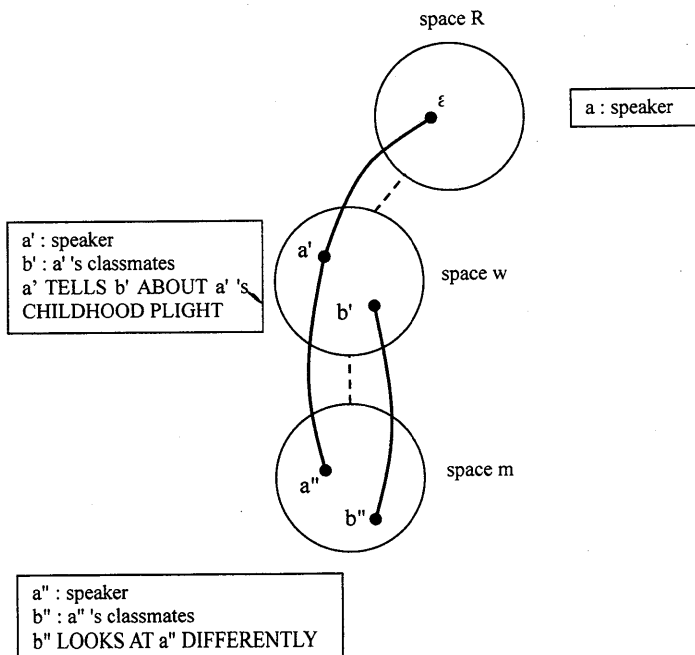 space R
ε
a : speaker
a' : speaker
b' : a' 's classmates
a' TELLS b' ABOUT a' 's
CHILDHOOD PLIGHT
a'
space w
b'
a"
space m
b"
a" : speaker
b" : a" 's classmates
b" LOOKS AT a" DIFFERENTLY